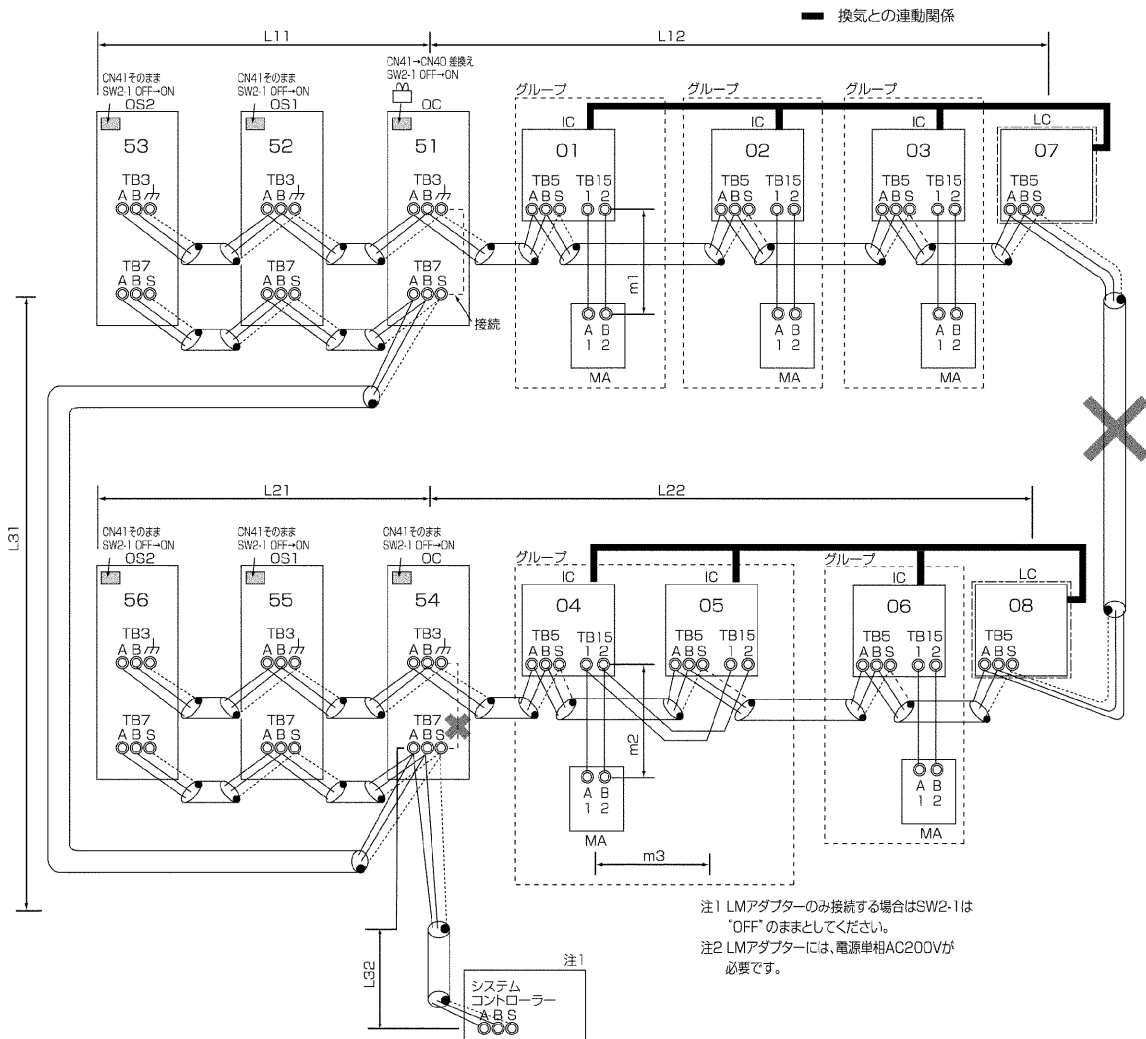 換気との連動関係
L11
L12
CN41そのまま
SW2-1 OFF→ON
OS2
CN41そのまま
SW2-1 OFF→ON
OS1
CN41→CN40 差換え
SW2-1 OFF→ON
OC
グループ
グループ
グループ
53
52
51
IC
01
IC
02
IC
03
LC
07
TB3
A B
TB3
A B
TB3
A B
TB5
A B S
TB15
1 2
TB5
A B S
TB15
1 2
TB5
A B S
TB15
1 2
TB5
A B S
TB7
A B S
TB7
A B S
TB7
A B S
接続
m1
A B
1 2
MA
A B
1 2
MA
A B
1 2
MA
L31
L21
L22
CN41そのまま
SW2-1 OFF→ON
OS2
CN41そのまま
SW2-1 OFF→ON
OS1
CN41そのまま
SW2-1 OFF→ON
OC
グループ
グループ
56
55
54
IC
04
IC
05
IC
06
LC
08
TB3
A B
TB3
A B
TB3
A B
TB5
A B S
TB15
1 2
TB5
A B S
TB15
1 2
TB5
A B S
TB15
1 2
TB5
A B S
TB7
A B S
TB7
A B S
TB7
A B S
m2
A B
1 2
MA
A B
1 2
MA
m3
注1 LMアダプターのみ接続する場合はSW2-1は
"OFF"のままとしてください。
注2 LMアダプターには、電源単相AC200Vが
必要です。
L32
注1
システム
コントローラー
A B S